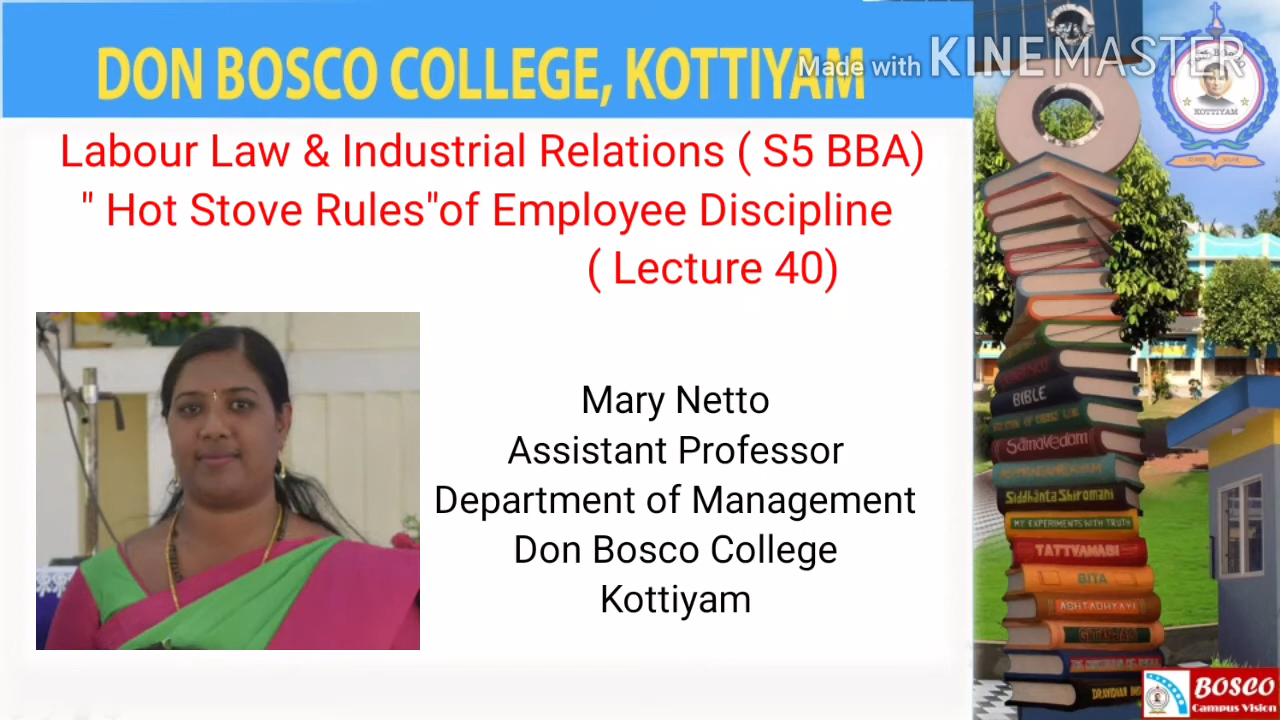 DON BOSCO COLLEGE, KOTTIYAM
Made with KINEMASTER
Labour Law & Industrial Relations ( S5 BBA)
" Hot Stove Rules"of Employee Discipline
( Lecture 40)
Mary Netto
Assistant Professor
Department of Management
Don Bosco College
Kottiyam
KOTTIYAM
BIBLE
Samavedam
Siddhanta Shiromani
MY EXPERIMENTS WITH TRUTH
TATTVAMASI
GITA
ASHTADHYAYI
BOSCO
Campus Vision